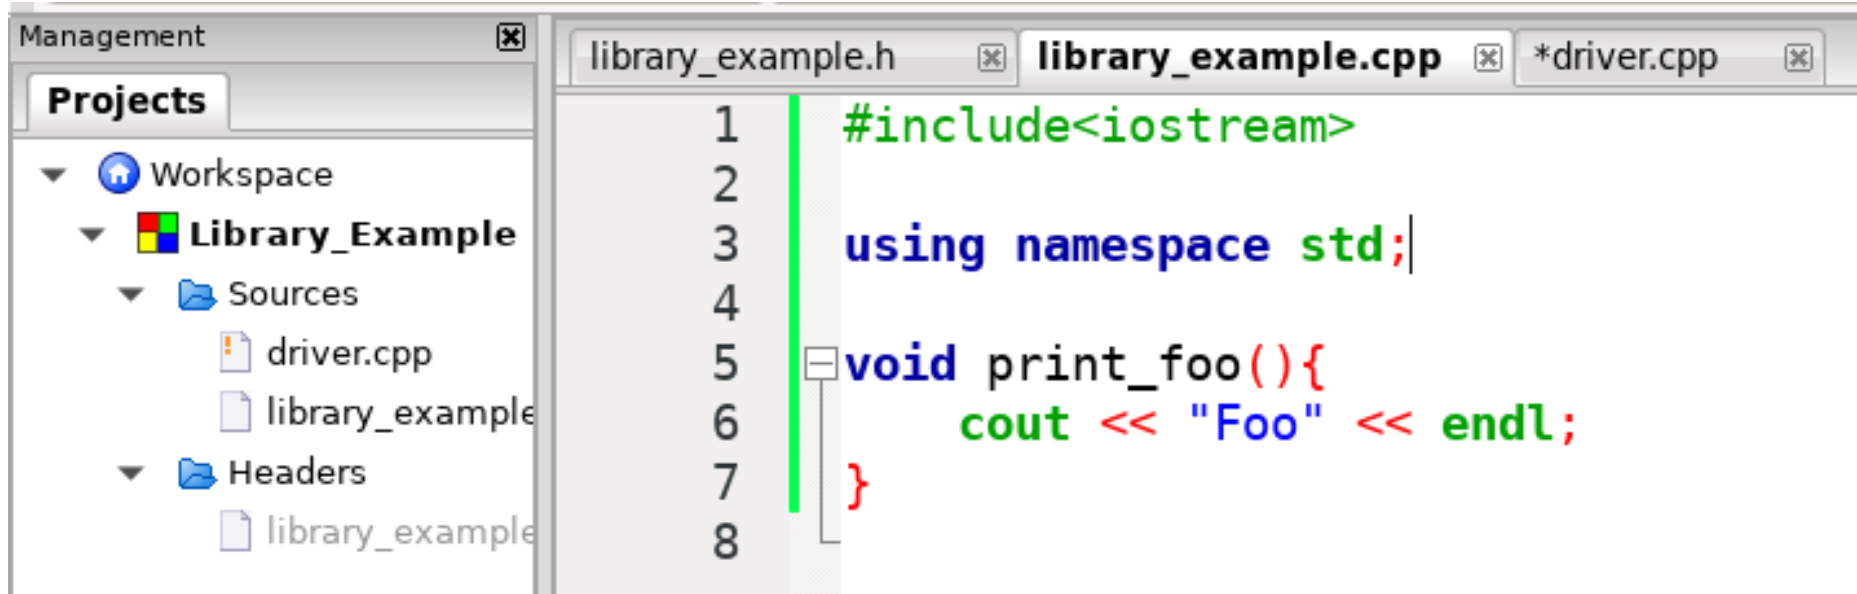 Management
Projects
Workspace
Library_Example
Sources
driver.cpp
library_example
Headers
library_example
library_example.h library_example.cpp *driver.cpp
1 #include<iostream>
2
3 using namespace std;
4
5 void print_foo(){
6 cout << "Foo" << endl;
7 }
8